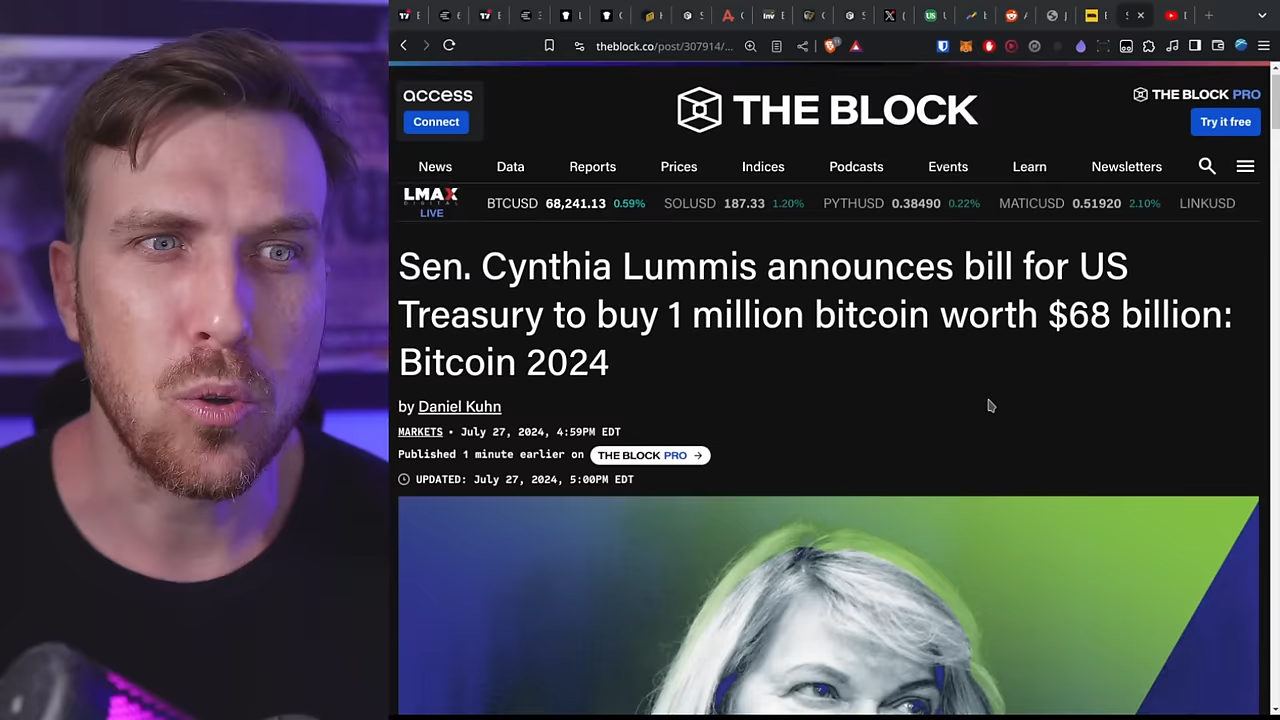 theblock.co/post/307914/...
access
Connect
THE BLOCK
THE BLOCK PRO
Try it free
News Data Reports Prices Indices Podcasts Events Learn Newsletters
LMAX
DIGITAL
LIVE
BTCUSD 68,241.13 0.59% SOLUSD 187.33 1.20% PYTHUSD 0.38490 0.22% MATICUSD 0.51920 2.10% LINKUSD
Sen. Cynthia Lummis announces bill for US
Treasury to buy 1 million bitcoin worth $68 billion:
Bitcoin 2024
by Daniel Kuhn
MARKETS • July 27, 2024, 4:59PM EDT
Published 1 minute earlier on THE BLOCK PRO →
UPDATED: July 27, 2024, 5:00PM EDT